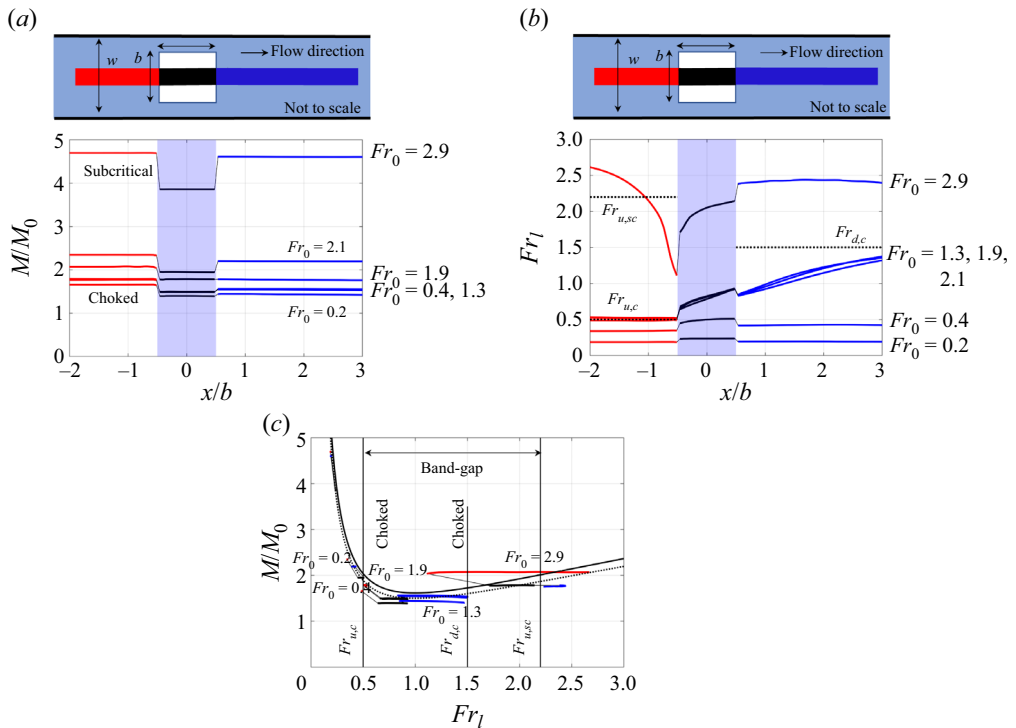 (a)
w
b
Flow direction
Not to scale
5
4
3
2
1
0
M/M0
Subcritical
Choked
Fr0 = 2.9
Fr0 = 2.1
Fr0 = 1.9
Fr0 = 0.4, 1.3
Fr0 = 0.2
−2
−1
0
1
2
3
x/b
(b)
w
b
Flow direction
Not to scale
3.0
2.5
2.0
1.5
1.0
0.5
0
Frl
Fru,sc
Fru,c
Frd,c
Fr0 = 2.9
Fr0 = 1.3, 1.9,
2.1
Fr0 = 0.4
Fr0 = 0.2
−2
−1
0
1
2
3
x/b
(c)
5
4
3
2
1
M/M0
Band-gap
Choked
Choked
Fr0 = 0.2
Fr0 = 1.9
Fr0 = 2.9
Fr0 = 0.4
Fr0 = 1.3
Fru,c
Frd,c
Fru,sc
0
0.5
1.0
1.5
2.0
2.5
3.0
Frl